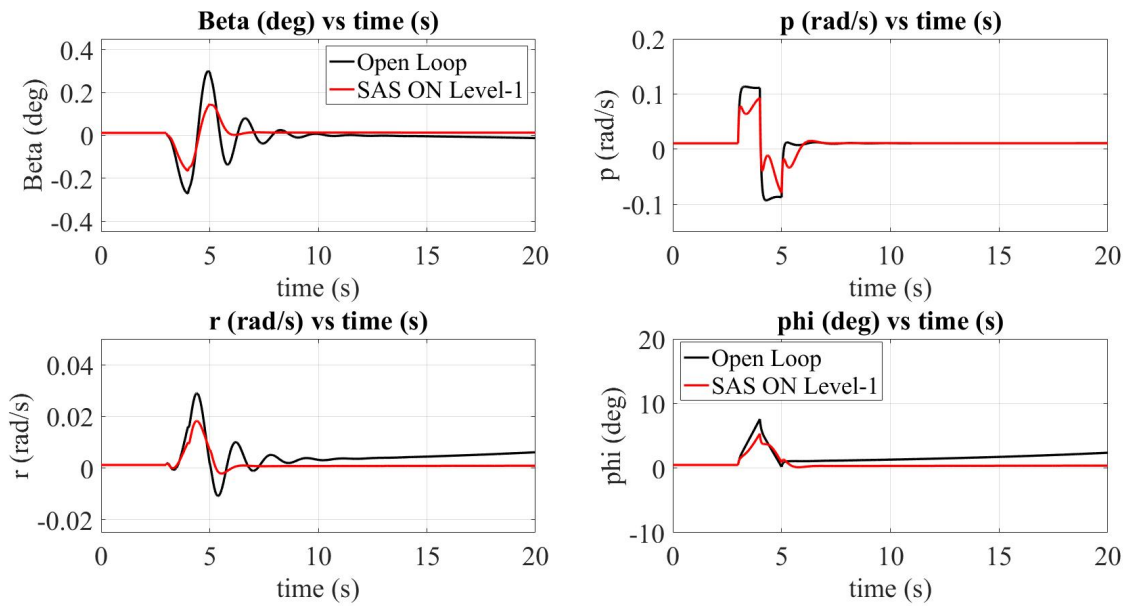 Beta (deg) vs time (s)
0.4
0.2
0
-0.2
-0.4
Beta (deg)
Open Loop
SAS ON Level-1
0 5 10 15 20
time (s)
p (rad/s) vs time (s)
0.2
0.1
0
-0.1
p (rad/s)
0 5 10 15 20
time (s)
r (rad/s) vs time (s)
0.04
0.02
0
-0.02
r (rad/s)
0 5 10 15 20
time (s)
phi (deg) vs time (s)
20
10
0
-10
phi (deg)
Open Loop
SAS ON Level-1
0 5 10 15 20
time (s)